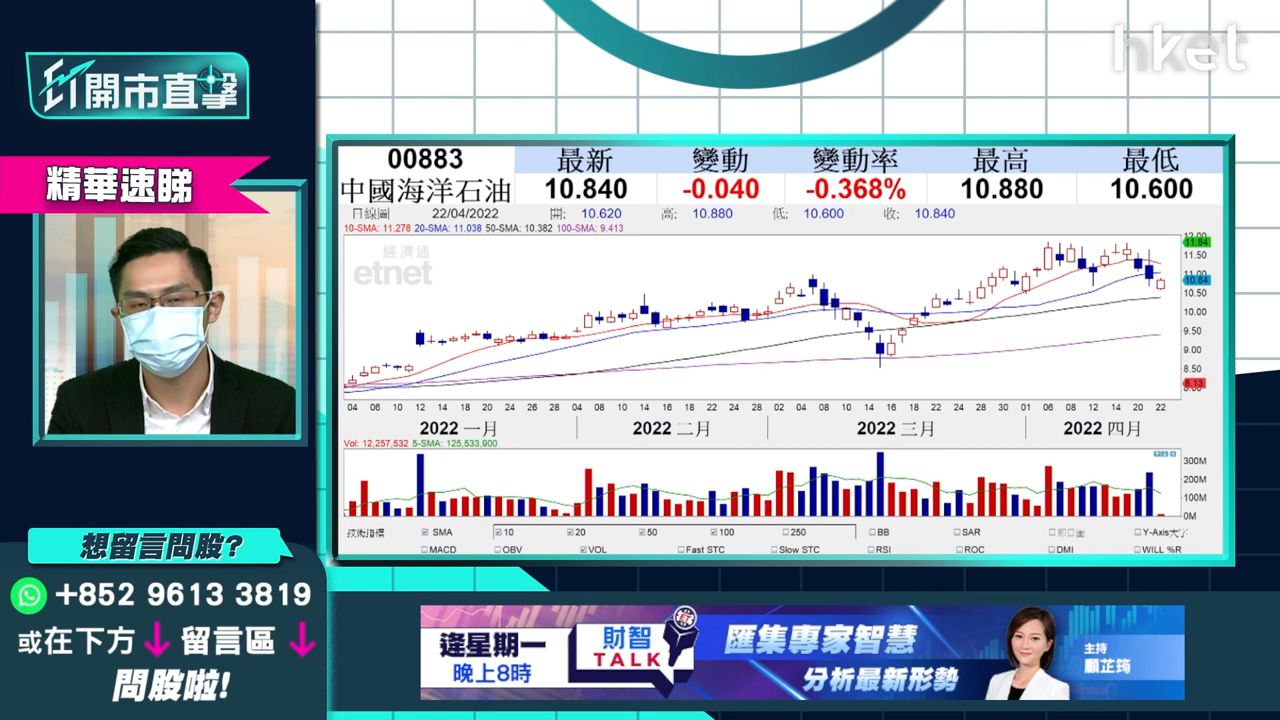 hket
ET開市直擊
精華速睇
00883
中國海洋石油
最新 變動 變動率 最高 最低
10.840 -0.040 -0.368% 10.880 10.600
日線圖 22/04/2022 開: 10.620 高: 10.880 低: 10.600 收: 10.840
10-SMA: 11.278 20-SMA: 11.038 50-SMA: 10.382 100-SMA: 9.413
經濟通
etnet
12.00
11.84
11.50
11.00
10.84
10.50
10.00
9.50
9.00
8.50
8.13
8.00
04 06 10 12 14 18 20 24 26 28 04 08 10 14 16 18 22 24 28 02 04 08 10 14 16 18 22 24 28 30 01 06 08 12 14 20 22
2022 一月 2022 二月 2022 三月 2022 四月
Vol: 12,257,532 5-SMA: 125,533,900
300M
200M
100M
0M
技術指標 SMA 10 20 50 100 250 BB SAR Y-Axis大字
MACD OBV VOL Fast STC Slow STC RSI ROC DMI WILL %R
想留言問股?
+852 9613 3819
或在下方 留言區
問股啦!
逢星期一
晚上8時
財智
TALK
匯集專家智慧
分析最新形勢
主持
顧芷筠